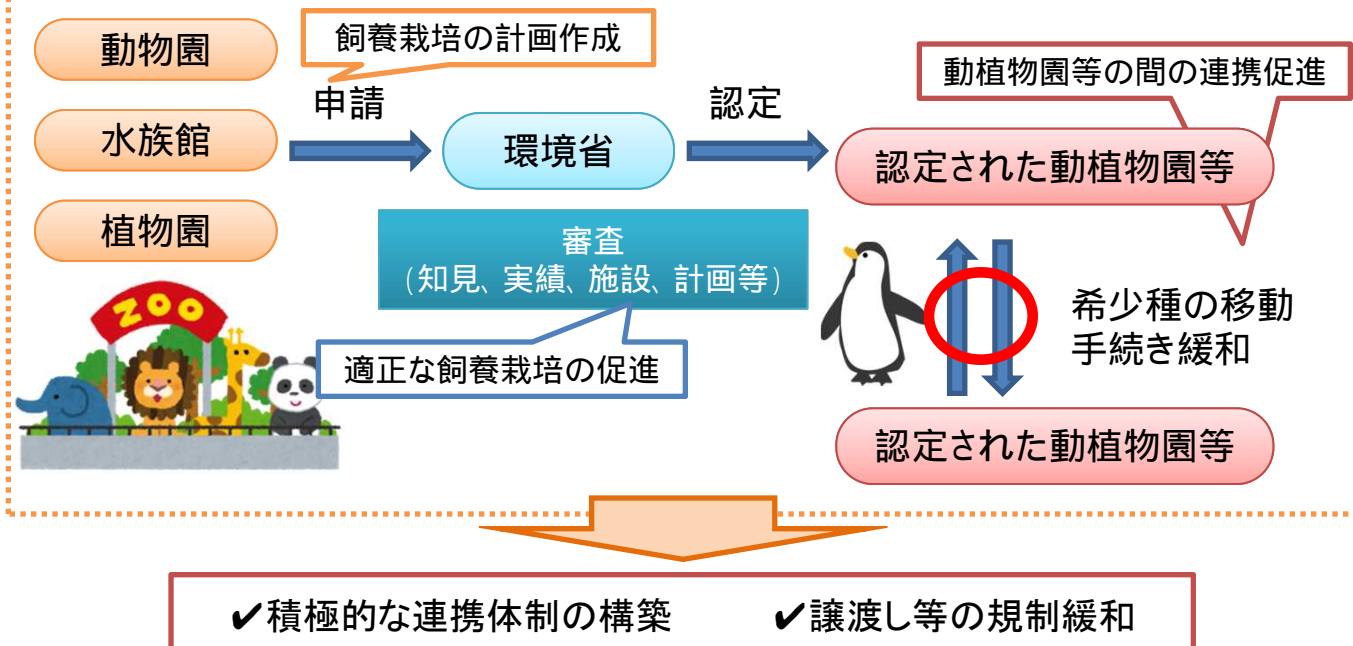 動物園
水族館
植物園
飼養栽培の計画作成
申請
環境省
認定
審査
(知見、実績、施設、計画等)
適正な飼養栽培の促進
動植物園等の間の連携促進
認定された動植物園等
希少種の移動
手続き緩和
認定された動植物園等
ZOO
✔積極的な連携体制の構築 ✔譲渡し等の規制緩和